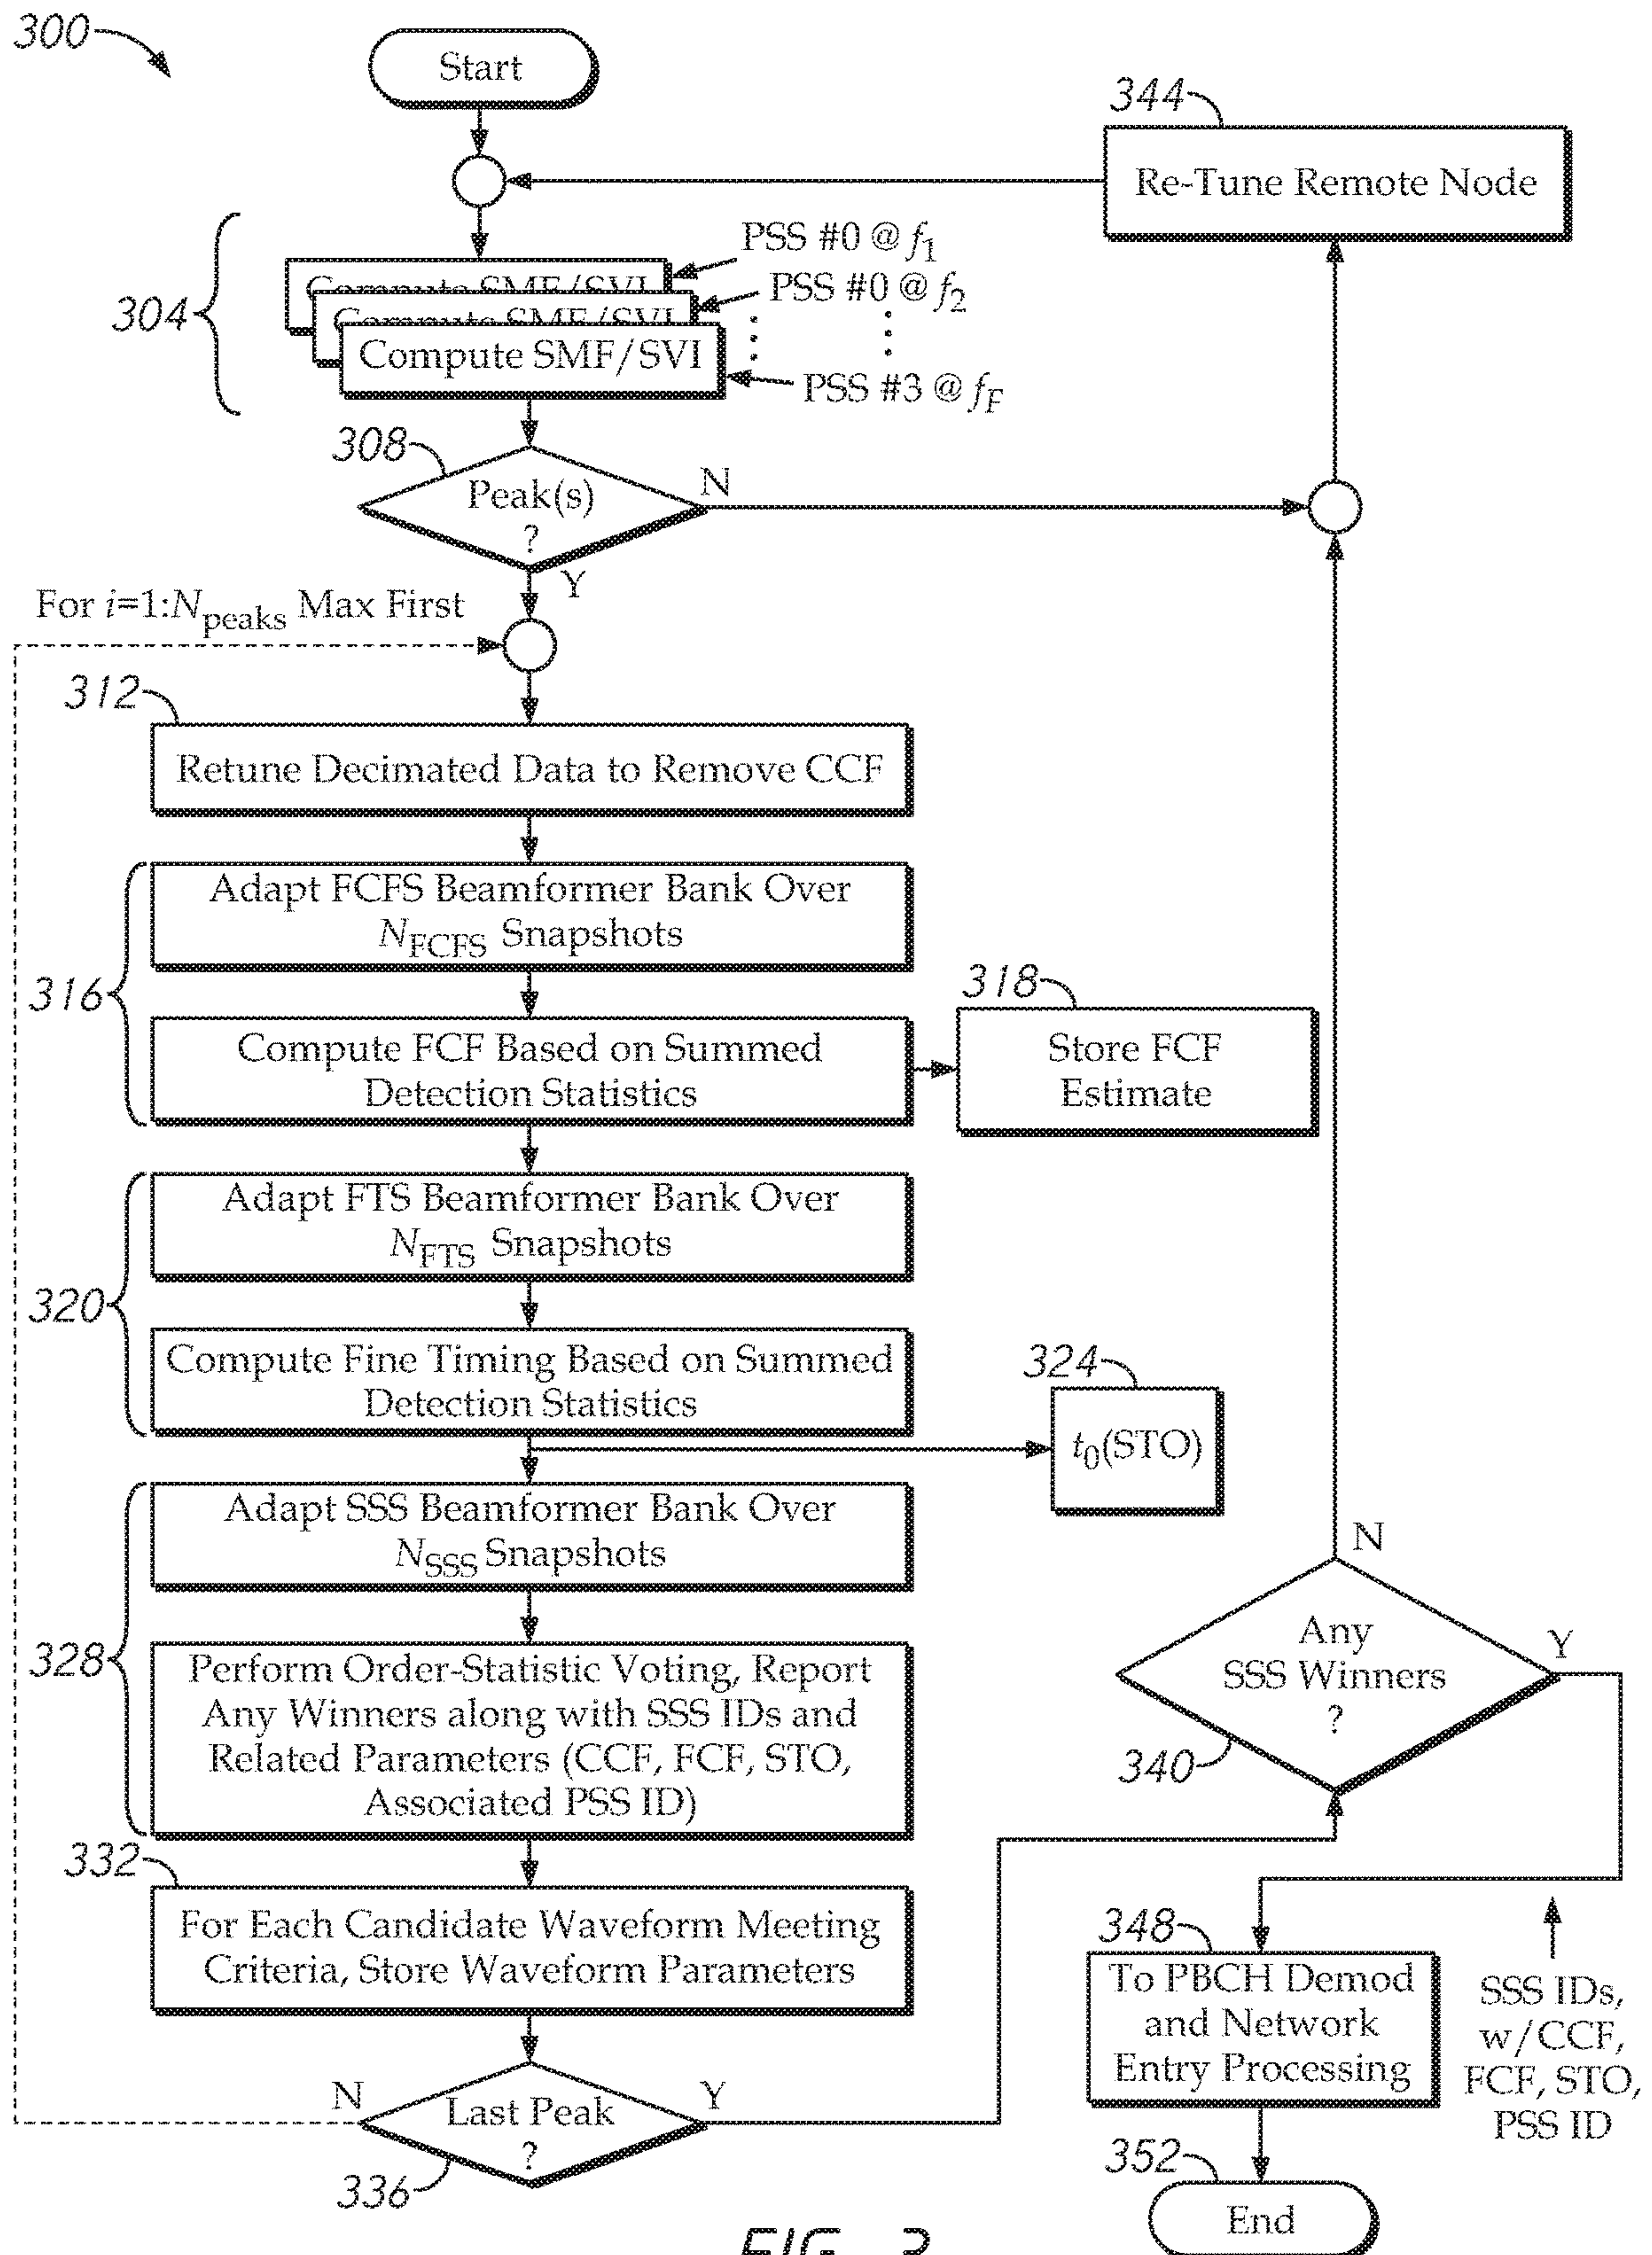 300
Start
344
Re-Tune Remote Node
304
PSS #0 @ f1
PSS #0 @ f2
Compute SMF/SVI
Compute SMF/SVI
Compute SMF/SVI
PSS #3 @ fF
308
Peak(s)
?
N
Y
For i=1:Npeaks Max First
312
Retune Decimated Data to Remove CCF
316
Adapt FCFS Beamformer Bank Over
NFCFS Snapshots
Compute FCF Based on Summed
Detection Statistics
318
Store FCF
Estimate
320
Adapt FTS Beamformer Bank Over
NFTS Snapshots
Compute Fine Timing Based on Summed
Detection Statistics
324
t0(STO)
328
Adapt SSS Beamformer Bank Over
NSSS Snapshots
Perform Order-Statistic Voting, Report
Any Winners along with SSS IDs and
Related Parameters (CCF, FCF, STO,
Associated PSS ID)
332
For Each Candidate Waveform Meeting
Criteria, Store Waveform Parameters
N
Last Peak
?
Y
336
N
Any
SSS Winners
?
Y
340
348
To PBCH Demod
and Network
Entry Processing
SSS IDs,
w/CCF,
FCF, STO,
PSS ID
352
End